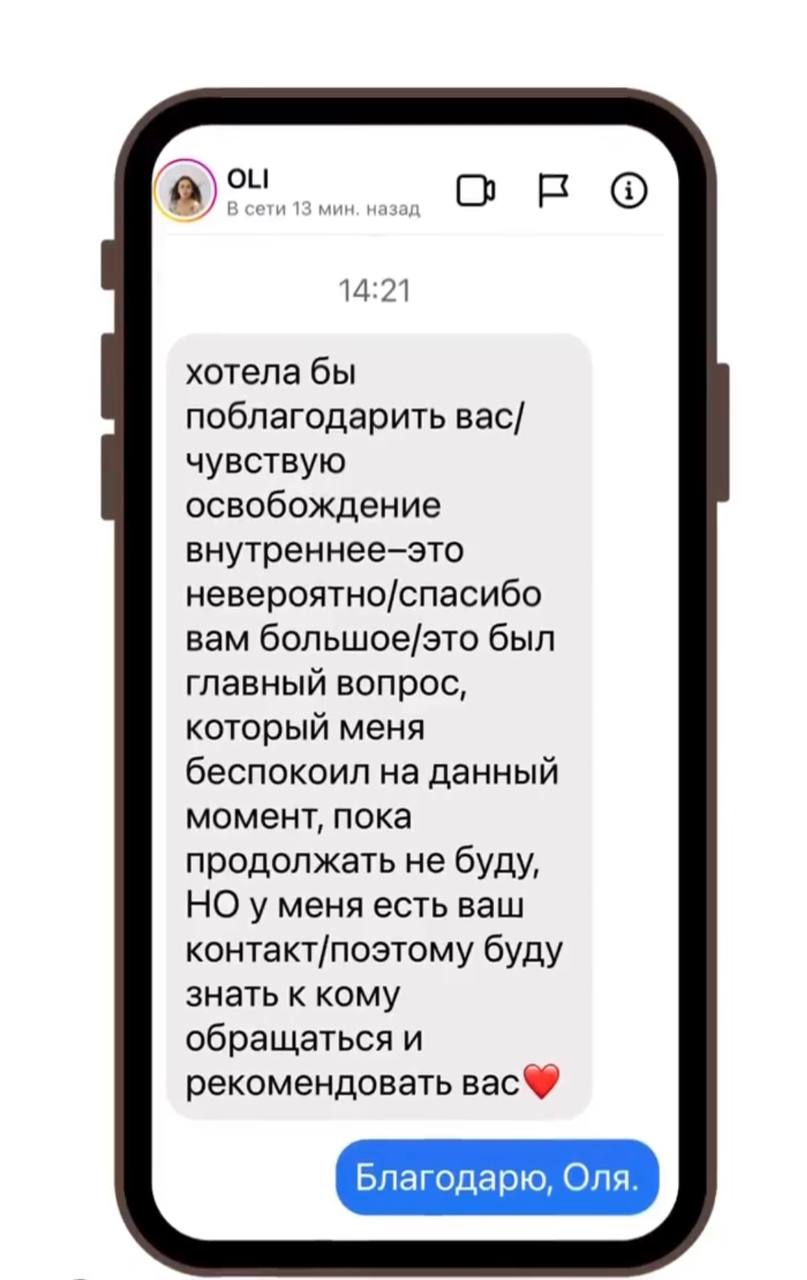 OLI
В сети 13 мин. назад
14:21
хотела бы
поблагодарить вас/
чувствую
освобождение
внутреннее–это
невероятно/спасибо
вам большое/это был
главный вопрос,
который меня
беспокоил на данный
момент, пока
продолжать не буду,
НО у меня есть ваш
контакт/поэтому буду
знать к кому
обращаться и
рекомендовать вас❤️
Благодарю, Оля.